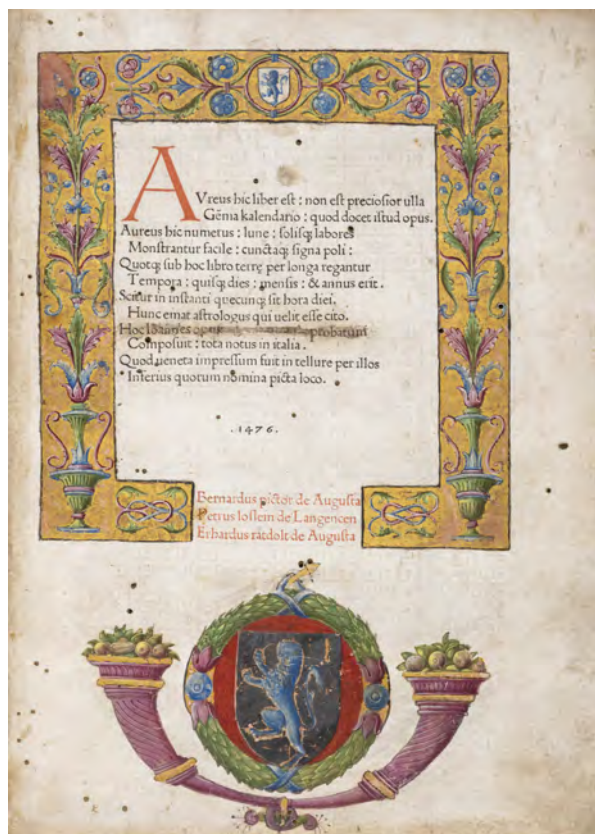 AVreus hic liber est : non est preciosior ulla
Gēma kalendario : quod docet istud opus.
Aureus hic numerus : lune : solisq; labores
Monstrantur facile : cunctaq; signa poli :
Quotq; sub hoc libro terrę per longa regantur
Tempora : quisq; dies : mensis : & annus erit.
Scitur in instanti quecunq; sit hora diei.
Hunc emat astrologus qui uelit esse cito.
Hoc Ioannes opus probatum
Composuit : tota notus in italia.
Quod ueneta impressum fuit in tellure per illos
Inferius quorum nomina picta loco.
.1476.
Bernardus pictor de Augusta
Petrus loslein de Langencen
Erhardus ratdolt de Augusta